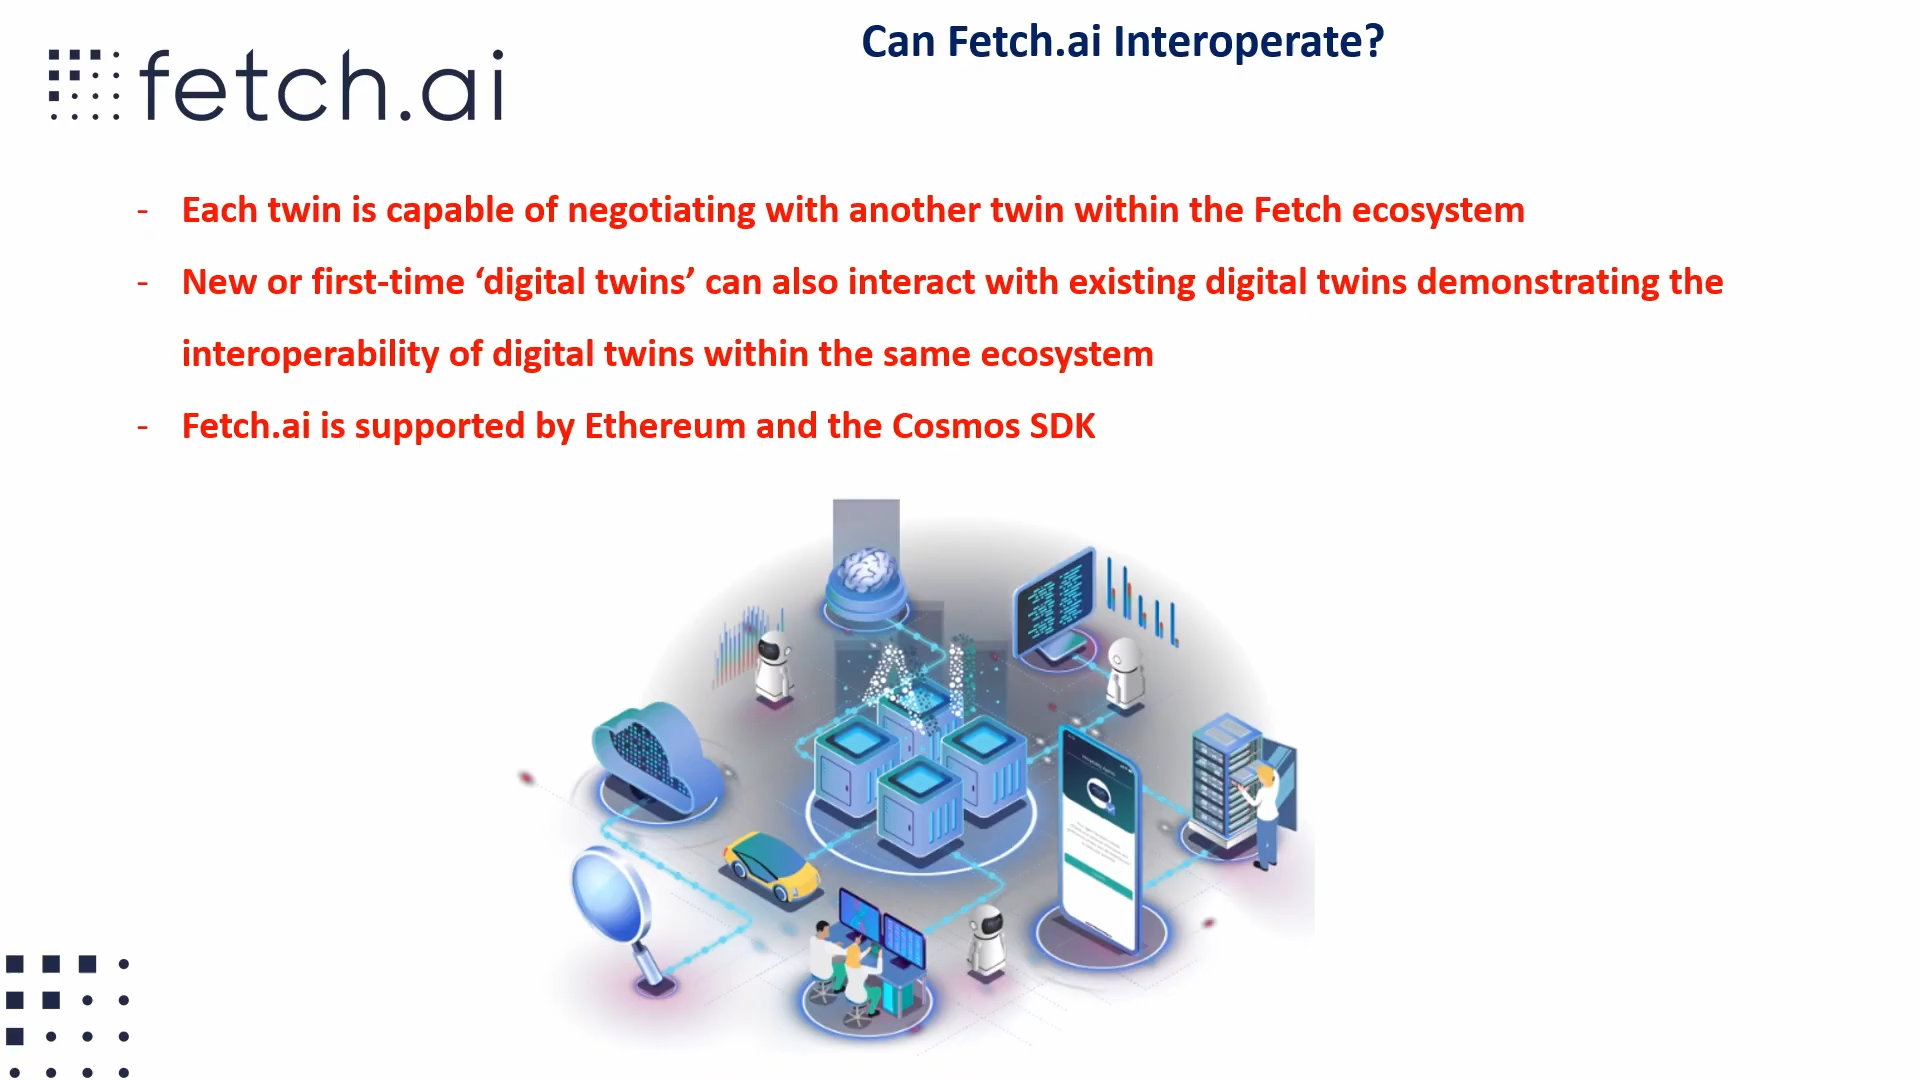 Can Fetch.ai Interoperate?
fetch.ai
- Each twin is capable of negotiating with another twin within the Fetch ecosystem
- New or first-time ‘digital twins’ can also interact with existing digital twins demonstrating the
interoperability of digital twins within the same ecosystem
- Fetch.ai is supported by Ethereum and the Cosmos SDK
AI